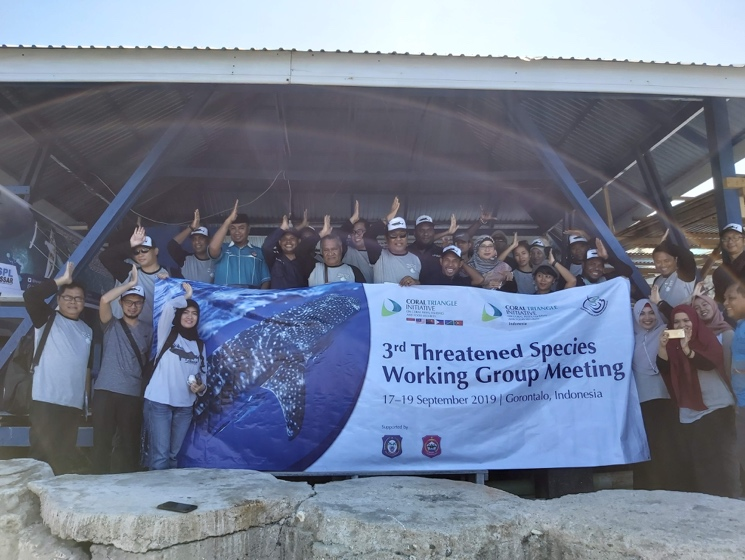 SPL
CORAL TRIANGLE
INITIATIVE
CORAL TRIANGLE
INITIATIVE
Indonesia
3rd Threatened Species
Working Group Meeting
17–19 September 2019 | Gorontalo, Indonesia
Supported by